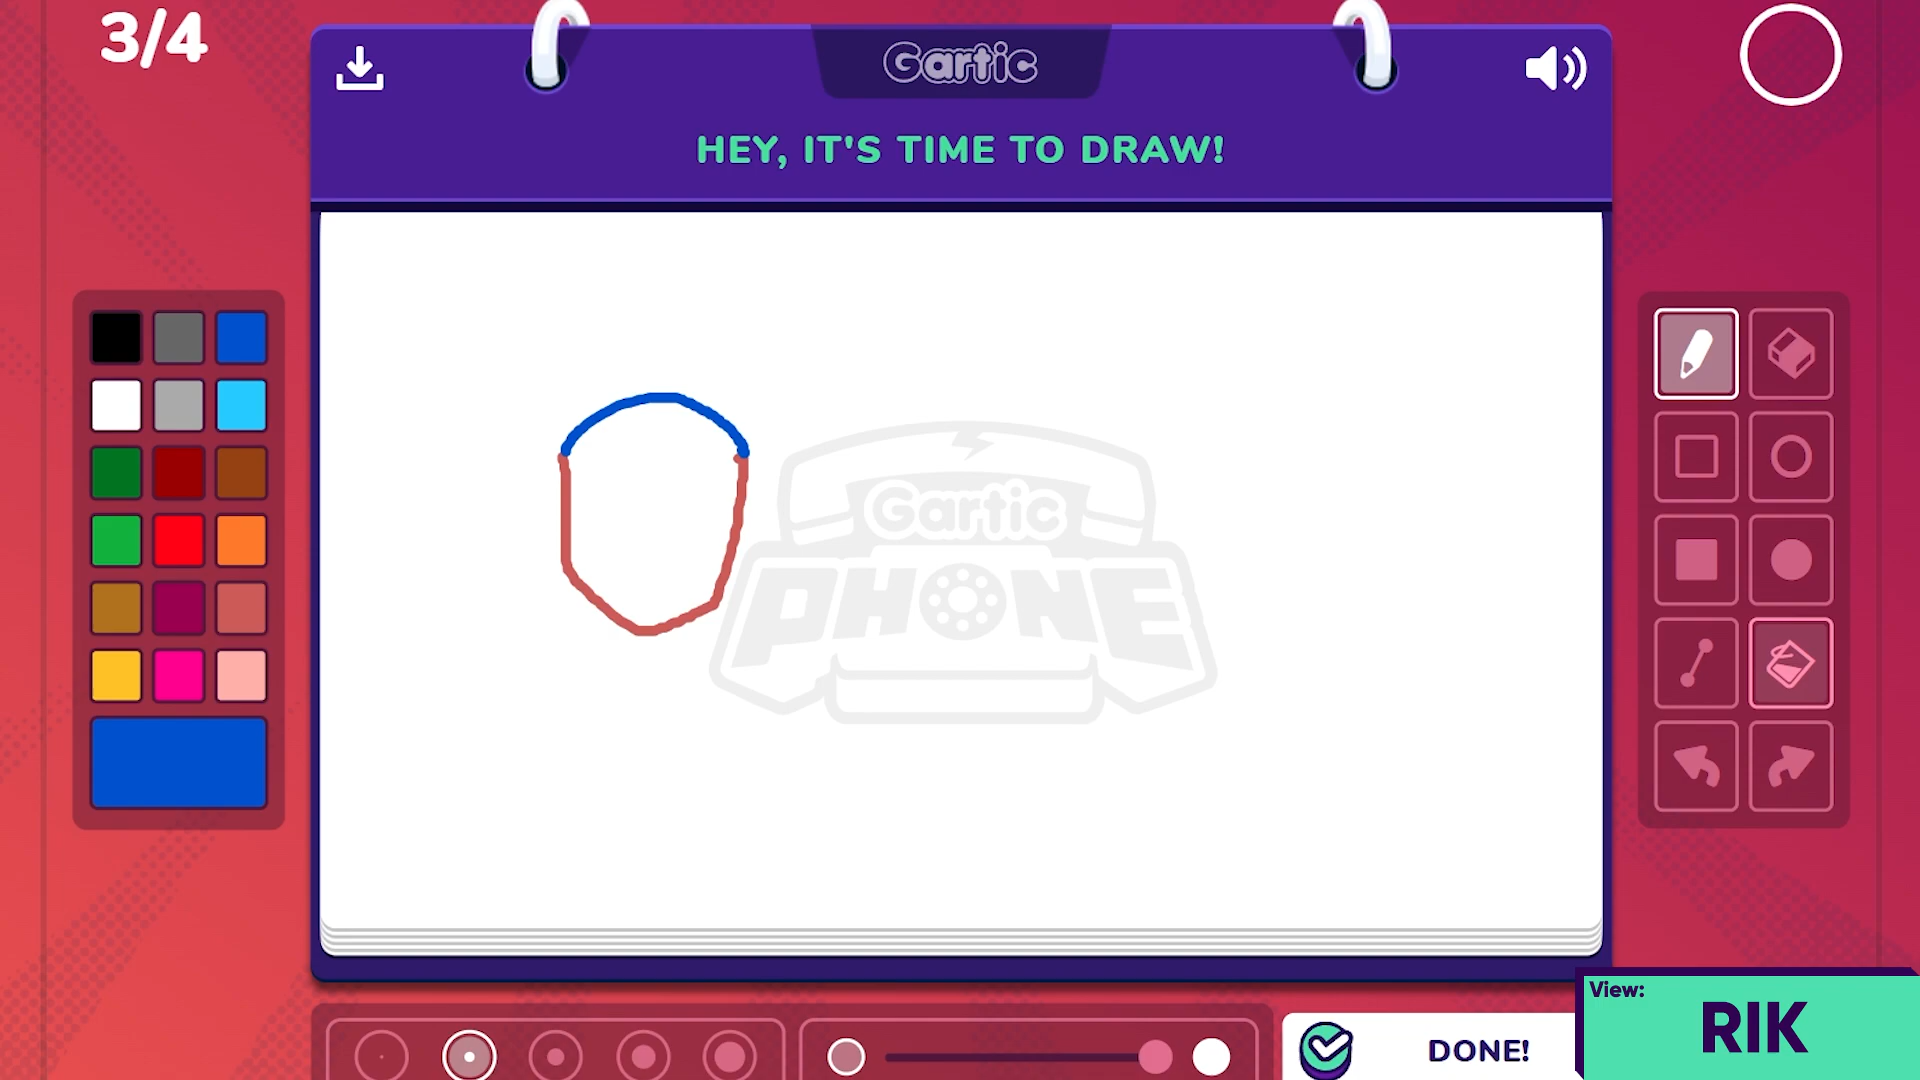 3/4
Gartic
HEY, IT'S TIME TO DRAW!
Gartic
PHONE
DONE!
View:
RIK